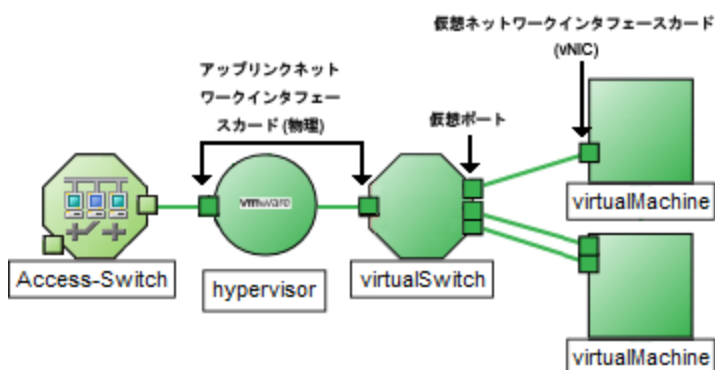 仮想ネットワークインタフェースカード
(vNIC)
アップリンクネット
ワークインタフェー
スカード (物理)
仮想ポート
vmware
Access-Switch
hypervisor
virtualSwitch
virtualMachine
virtualMachine